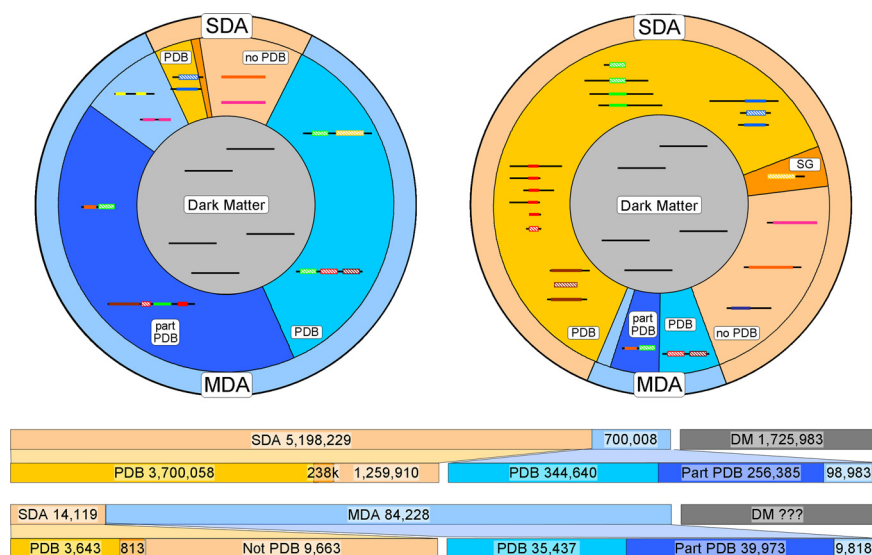 SDA
PDB
no PDB
Dark Matter
part
PDB
PDB
MDA
SDA
SG
Dark Matter
PDB
part
PDB
PDB
no PDB
MDA
SDA 5,198,229 700,008 DM 1,725,983
PDB 3,700,058 238k 1,259,910 PDB 344,640 Part PDB 256,385 98,983
SDA 14,119 MDA 84,228 DM ???
PDB 3,643 813 Not PDB 9,663 PDB 35,437 Part PDB 39,973 9,818